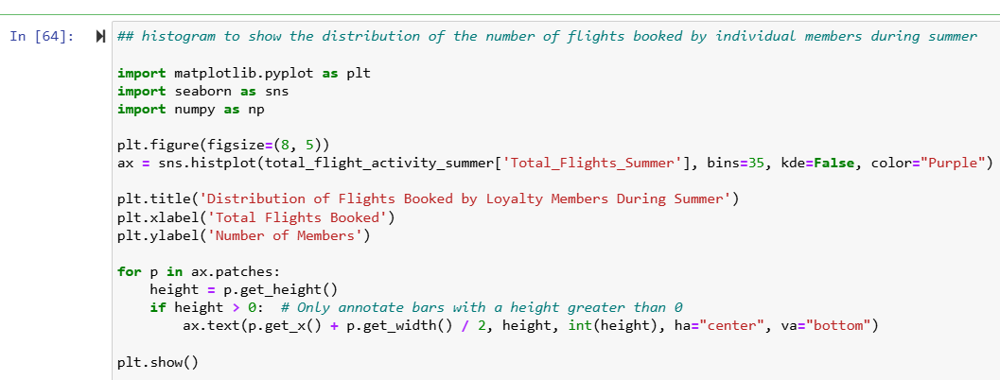 In [64]:
## histogram to show the distribution of the number of flights booked by individual members during summer
import matplotlib.pyplot as plt
import seaborn as sns
import numpy as np
plt.figure(figsize=(8, 5))
ax = sns.histplot(total_flight_activity_summer['Total_Flights_Summer'], bins=35, kde=False, color="Purple")
plt.title('Distribution of Flights Booked by Loyalty Members During Summer')
plt.xlabel('Total Flights Booked')
plt.ylabel('Number of Members')
for p in ax.patches:
    height = p.get_height()
    if height > 0:  # Only annotate bars with a height greater than 0
        ax.text(p.get_x() + p.get_width() / 2, height, int(height), ha="center", va="bottom")
plt.show()